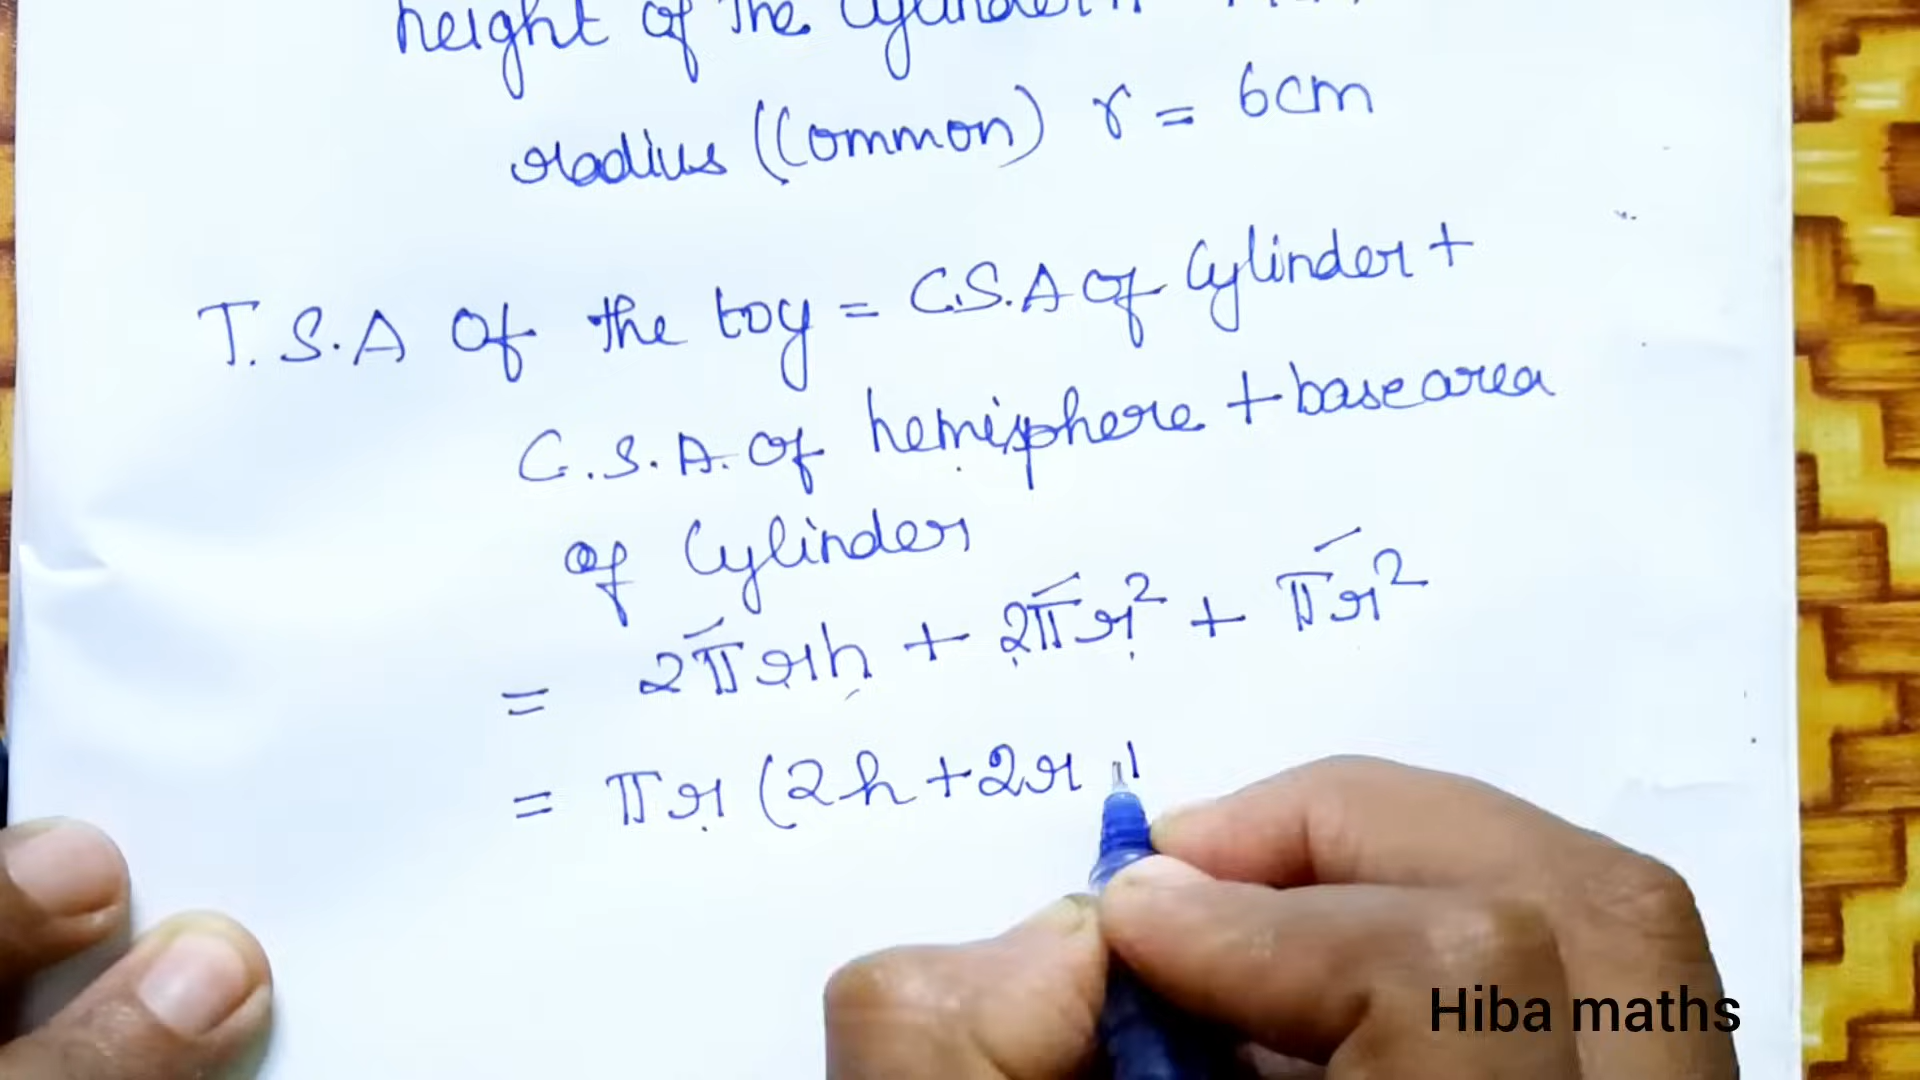 height of the Cylinder
radius (Common) r = 6cm
T.S.A of the toy = C.S.A of Cylinder +
C.S.A. of hemisphere + base area
of Cylinder
= 2πrh + 2πr² + πr²
= πr (2h + 2r
Hiba maths